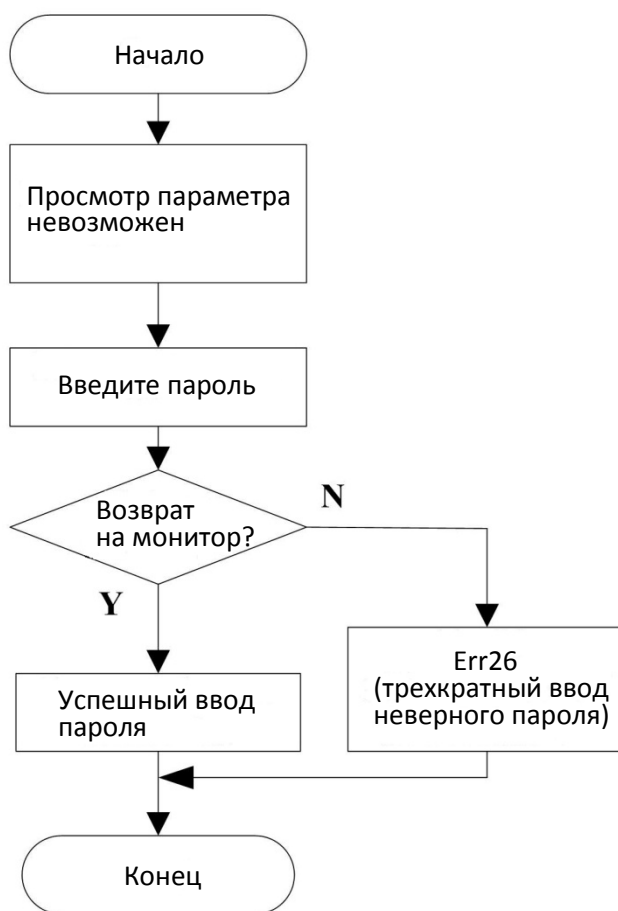 Начало
Просмотр параметра
невозможен
Введите пароль
Возврат
на монитор?
N
Y
Err26
(трехкратный ввод
неверного пароля)
Успешный ввод
пароля
Конец